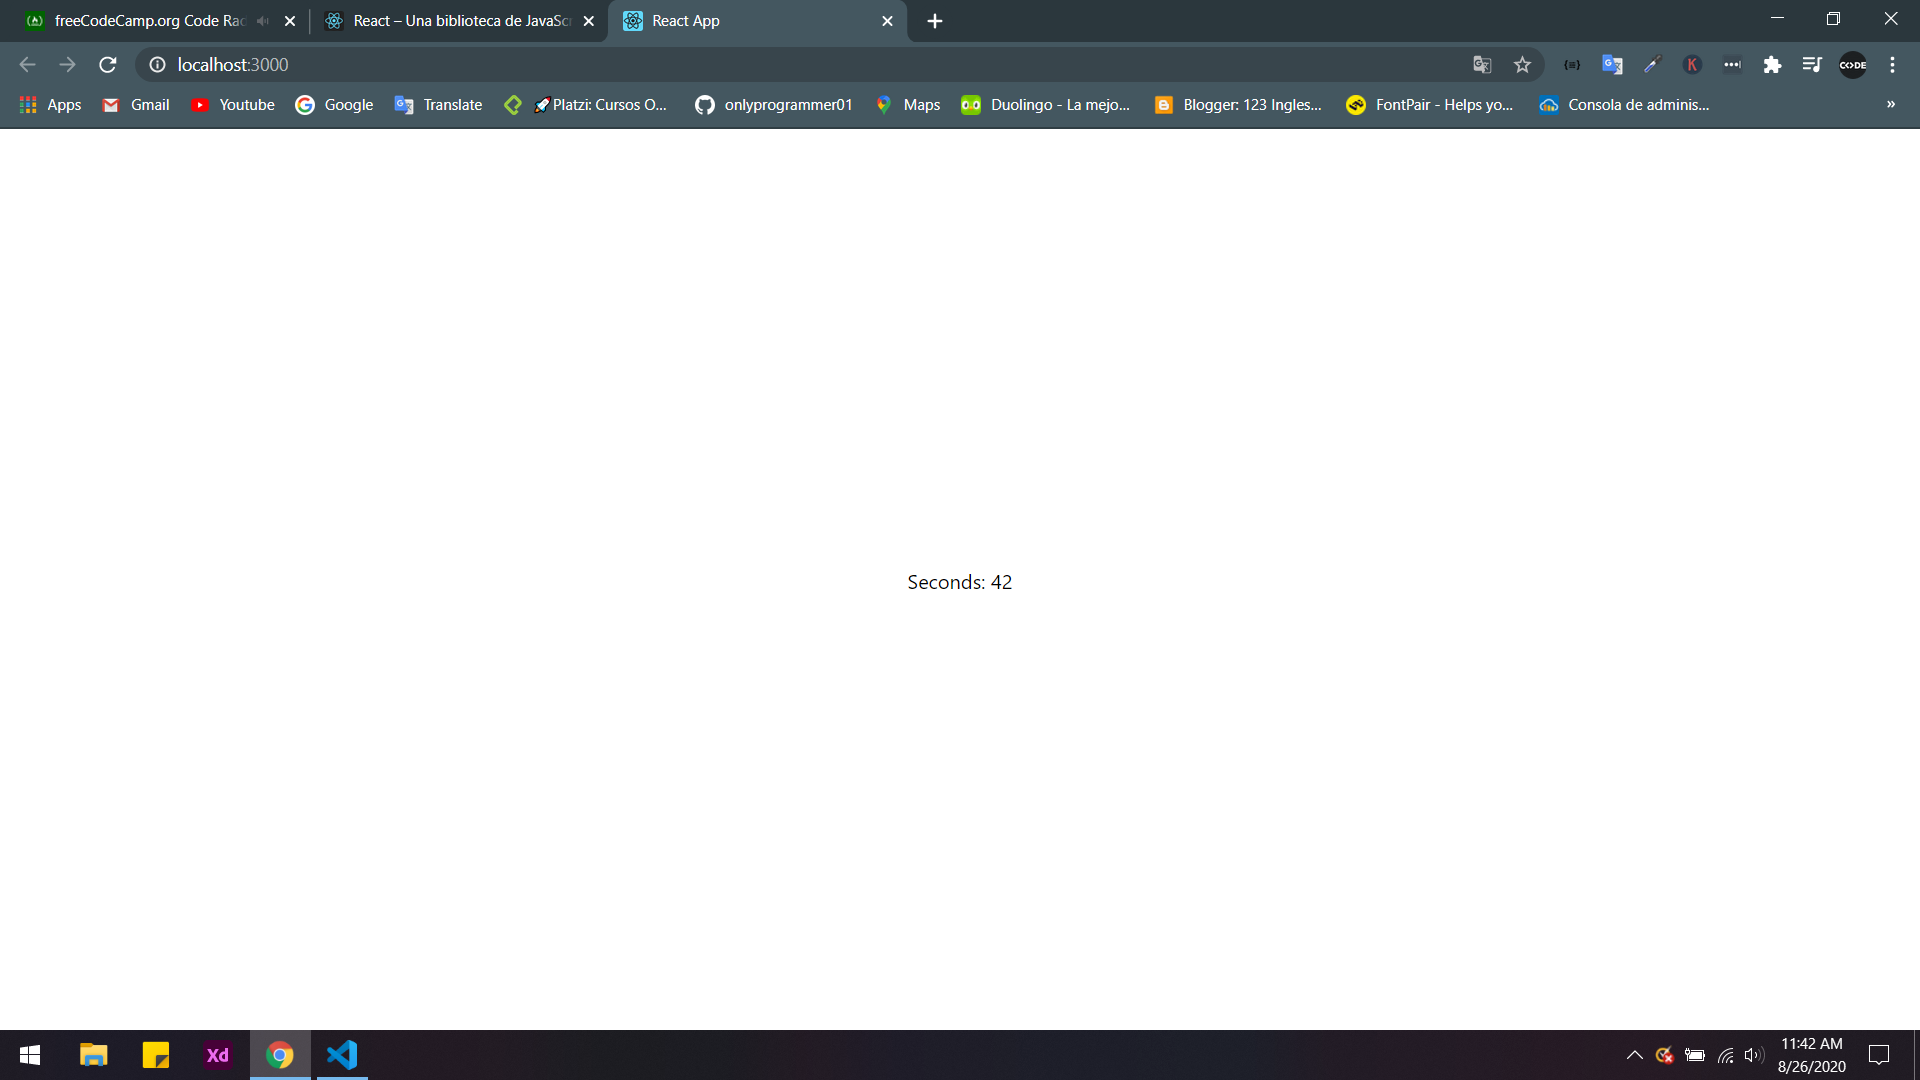 freeCodeCamp.org Code Rad
React – Una biblioteca de JavaScr
React App
localhost:3000
Apps
Gmail
Youtube
Google
Translate
🚀Platzi: Cursos O...
onlyprogrammer01
Maps
Duolingo - La mejo...
Blogger: 123 Ingles...
FontPair - Helps yo...
Consola de adminis...
»
Seconds: 42
Xd
11:42 AM
8/26/2020